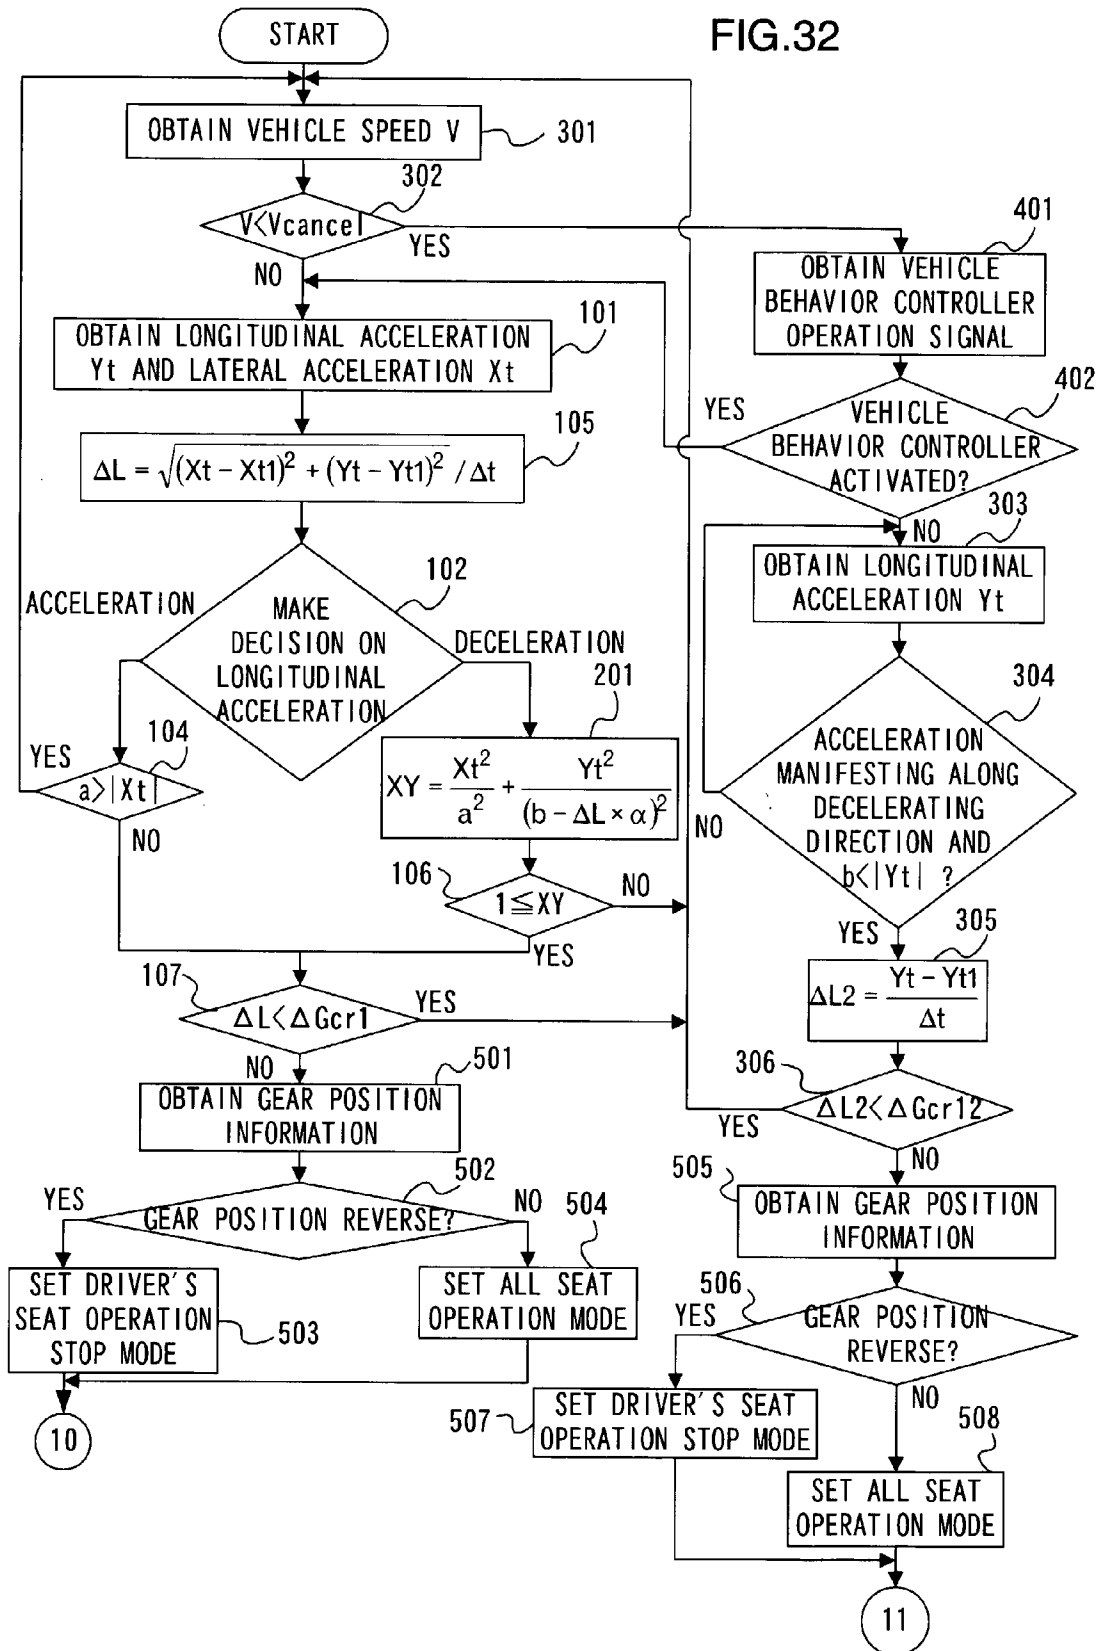 FIG.32
START
OBTAIN VEHICLE SPEED V
301
302
V<Vcancel
YES
NO
401
OBTAIN VEHICLE
BEHAVIOR CONTROLLER
OPERATION SIGNAL
101
OBTAIN LONGITUDINAL ACCELERATION
Yt AND LATERAL ACCELERATION Xt
402
YES
VEHICLE
BEHAVIOR CONTROLLER
ACTIVATED?
NO
105
ΔL = √(Xt − Xt1)² + (Yt − Yt1)² / Δt
303
OBTAIN LONGITUDINAL
ACCELERATION Yt
102
ACCELERATION
MAKE
DECISION ON
LONGITUDINAL
ACCELERATION
DECELERATION
304
ACCELERATION
MANIFESTING ALONG
DECELERATING
DIRECTION AND
b<|Yt| ?
NO
YES
104
YES
a>|Xt|
NO
201
XY = Xt²/a² + Yt²/(b − ΔL × α)²
106
1≦XY
NO
YES
305
ΔL2 = (Yt − Yt1)/Δt
107
ΔL<ΔGcr1
YES
NO
306
ΔL2<ΔGcr12
YES
NO
501
OBTAIN GEAR POSITION
INFORMATION
502
YES
GEAR POSITION REVERSE?
NO
505
OBTAIN GEAR POSITION
INFORMATION
SET DRIVER'S
SEAT OPERATION
STOP MODE
503
504
SET ALL SEAT
OPERATION MODE
506
YES
GEAR POSITION
REVERSE?
NO
10
507
SET DRIVER'S SEAT
OPERATION STOP MODE
508
SET ALL SEAT
OPERATION MODE
11